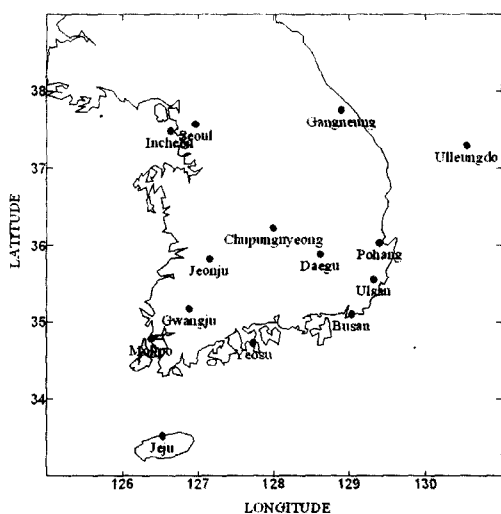 38
Gangneung
Seoul
Incheon
Ulleungdo
37
LATITUDE
Chupungnyeong
36
Pohang
Jeonju
Daegu
Ulsan
Gwangju
35
Busan
Mokpo
Yeosu
34
Jeju
126 127 128 129 130
LONGITUDE